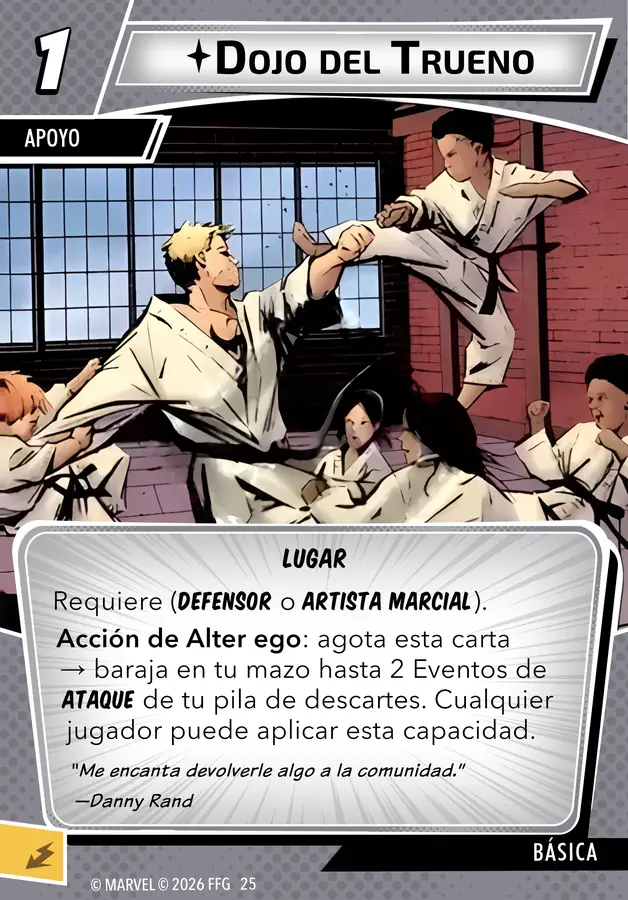 1
✦DOJO DEL TRUENO
APOYO
LUGAR
Requiere (DEFENSOR o ARTISTA MARCIAL).
Acción de Alter ego: agota esta carta
→ baraja en tu mazo hasta 2 Eventos de
ATAQUE de tu pila de descartes. Cualquier
jugador puede aplicar esta capacidad.
"Me encanta devolverle algo a la comunidad."
—Danny Rand
BÁSICA
© MARVEL © 2026 FFG 25